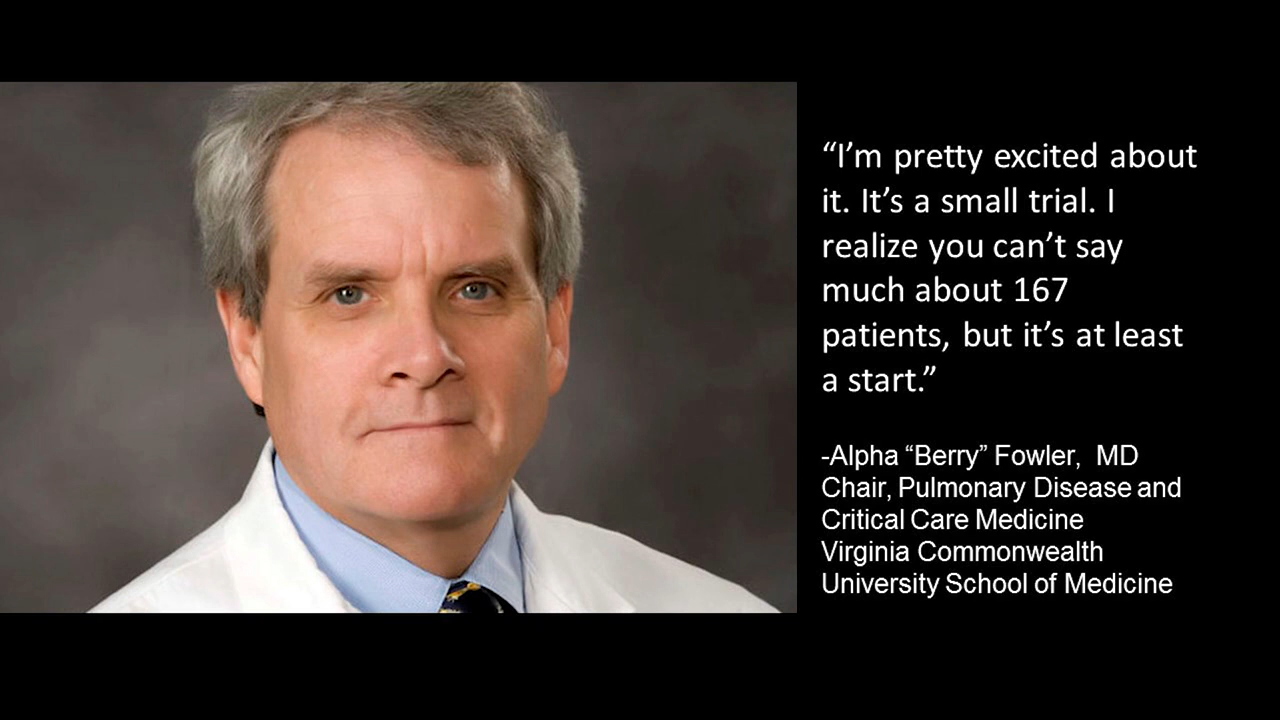 “I’m pretty excited about
it. It’s a small trial. I
realize you can’t say
much about 167
patients, but it’s at least
a start.”
-Alpha “Berry” Fowler, MD
Chair, Pulmonary Disease and
Critical Care Medicine
Virginia Commonwealth
University School of Medicine